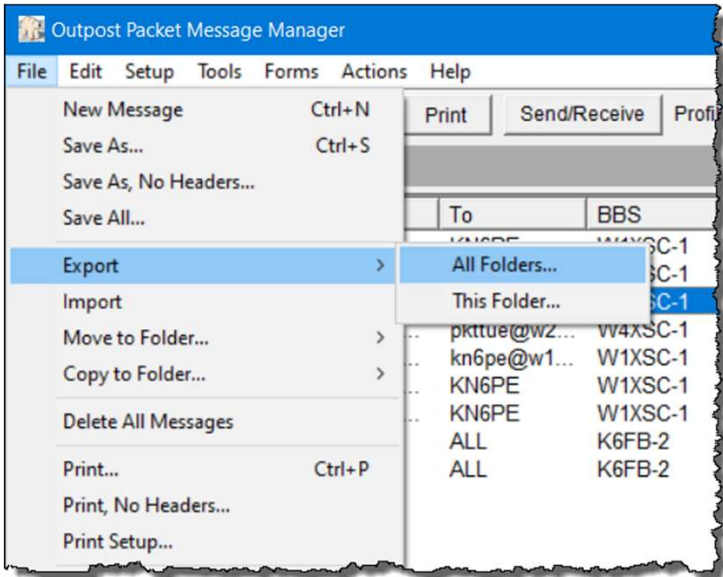 Outpost Packet Message Manager
File Edit Setup Tools Forms Actions Help
New Message Ctrl+N
Print Send/Receive
Save As... Ctrl+S
Save As, No Headers...
Save All...
To BBS
Export >
All Folders...
Import
This Folder...
Move to Folder... >
pkttue@w2... W4XSC-1
Copy to Folder... >
kn6pe@w1... W1XSC-1
KN6PE W1XSC-1
Delete All Messages
KN6PE W1XSC-1
ALL K6FB-2
Print... Ctrl+P
ALL K6FB-2
Print, No Headers...
Print Setup...